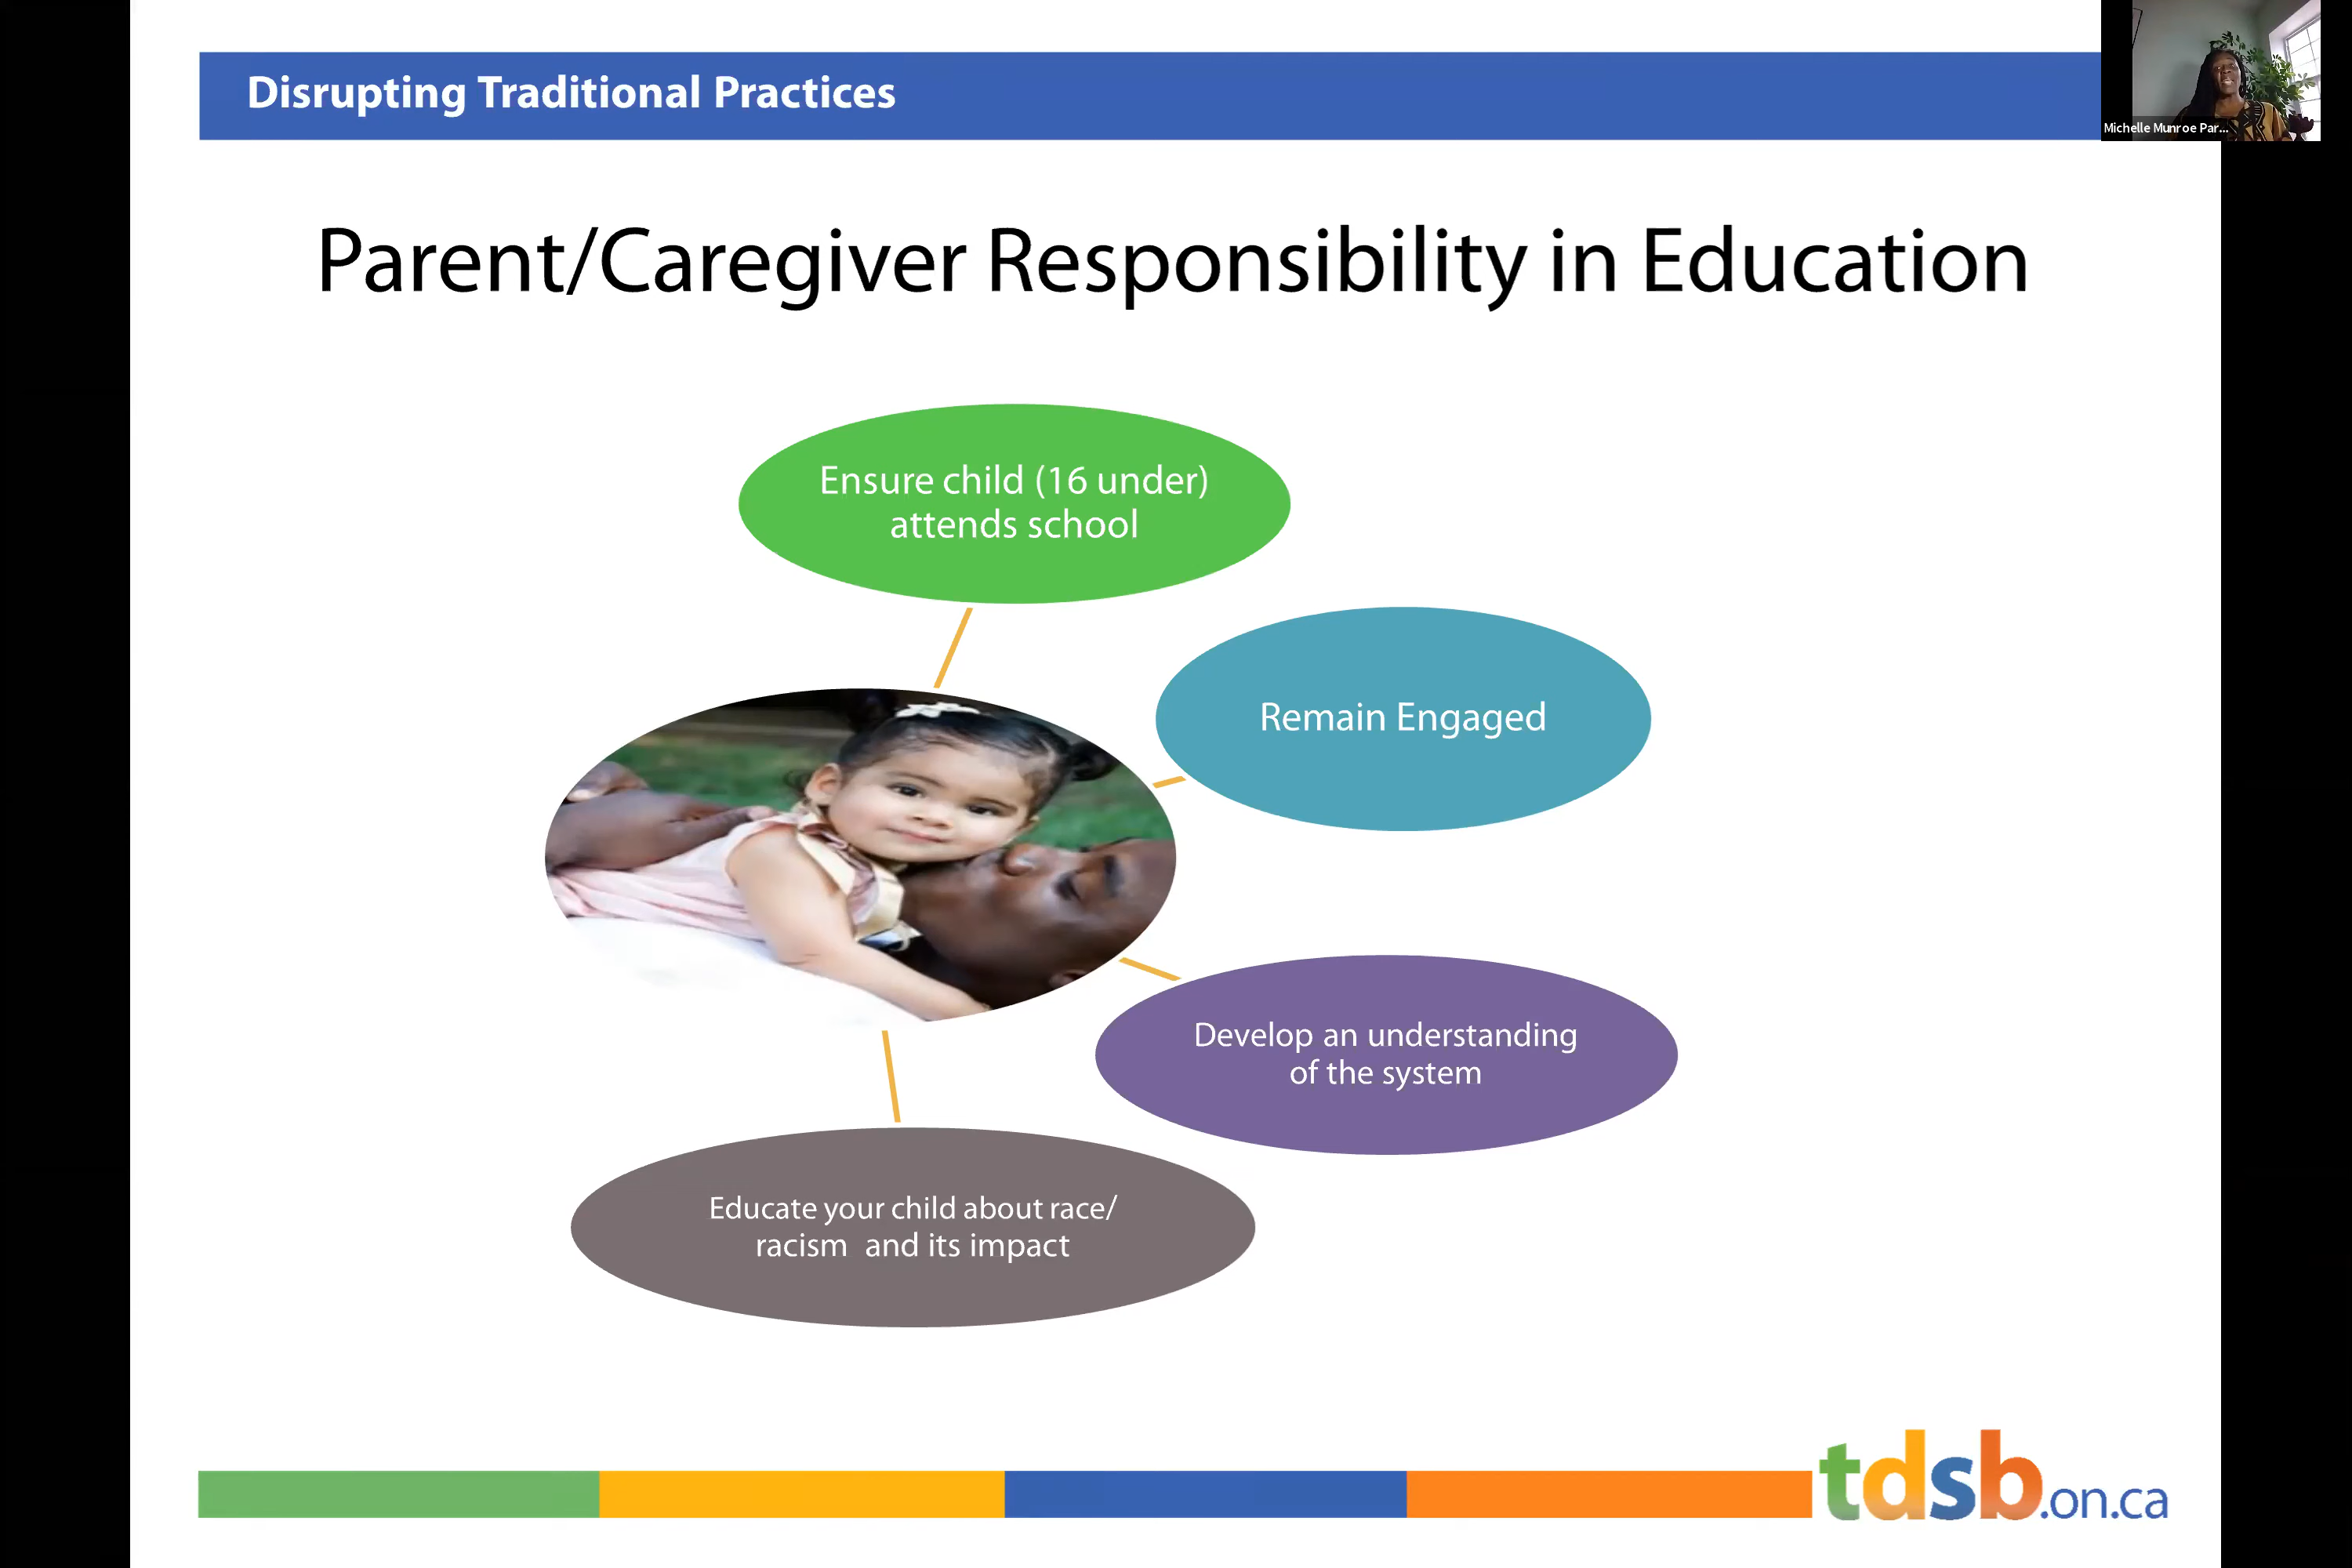 Disrupting Traditional Practices
Michelle Munroe Par...
Parent/Caregiver Responsibility in Education
Ensure child (16 under)
attends school
Remain Engaged
Develop an understanding
of the system
Educate your child about race/
racism and its impact
tdsb.on.ca